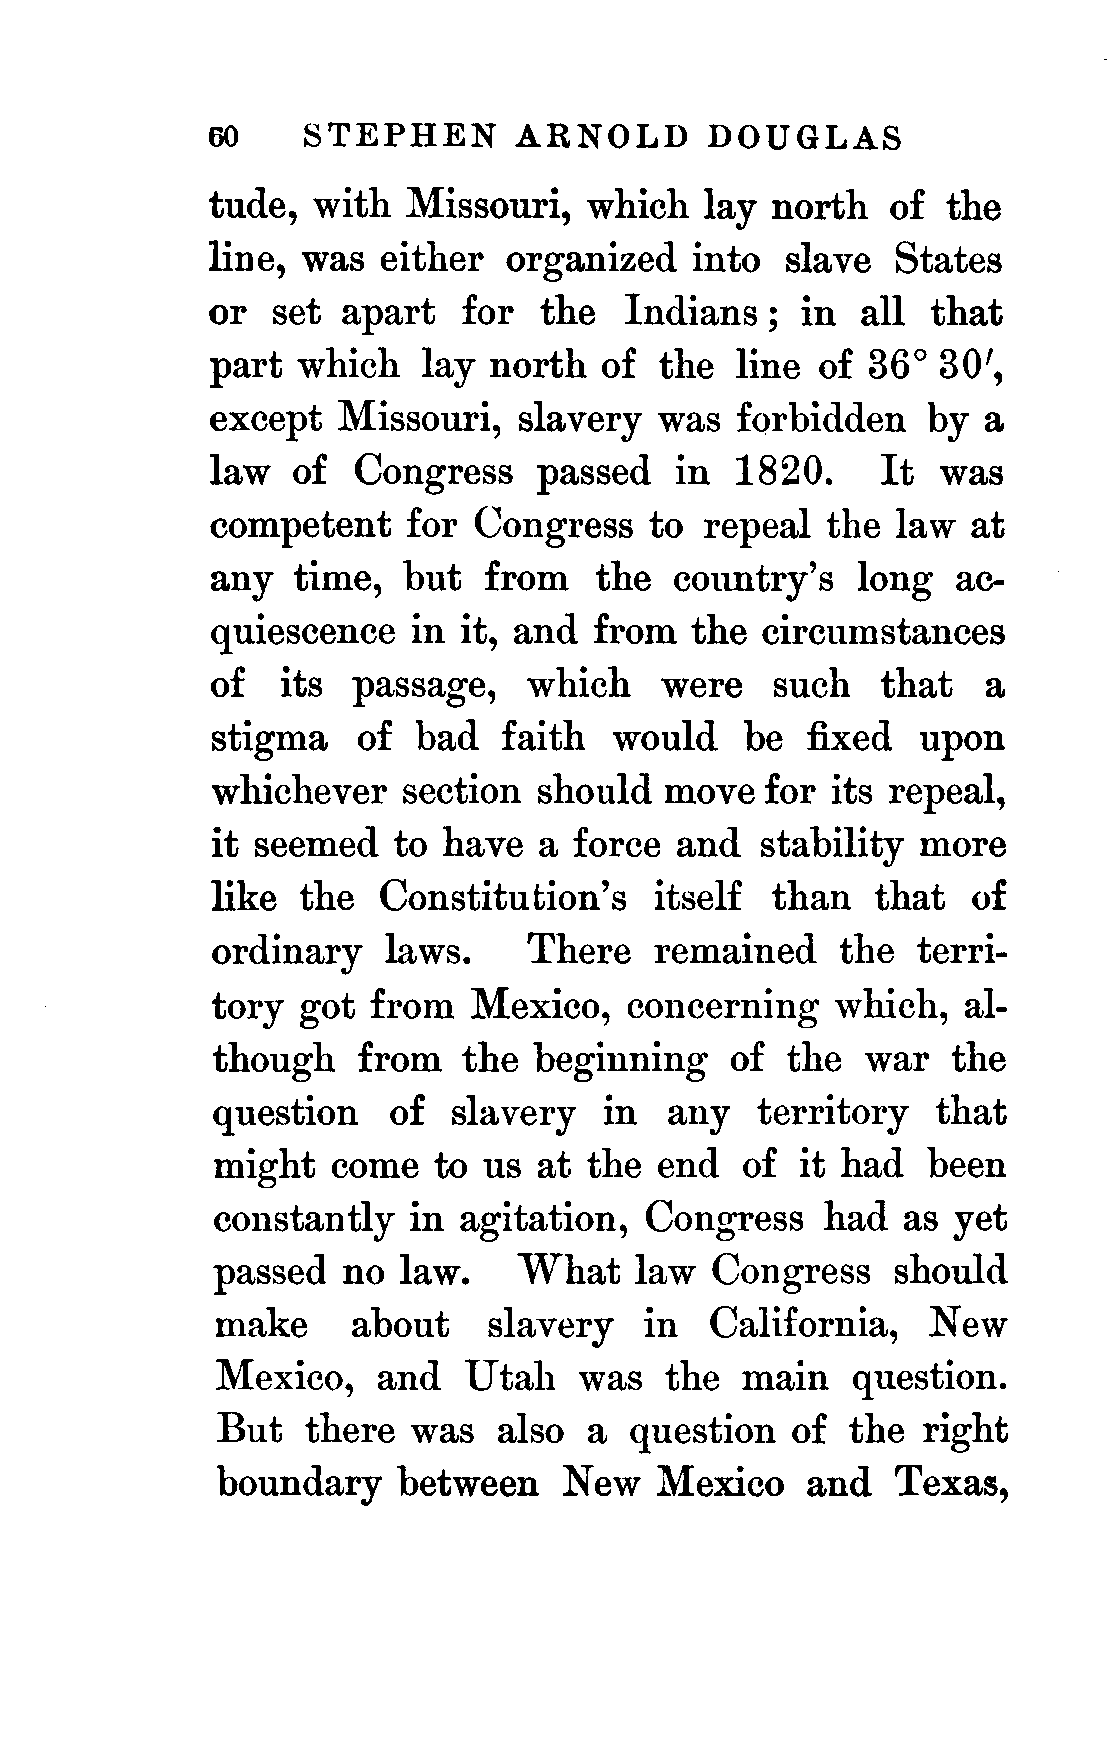 60 STEPHEN ARNOLD DOUGLAS
tude, with Missouri, which lay north of the
line, was either organized into slave States
or set apart for the Indians; in all that
part which lay north of the line of 36° 30′,
except Missouri, slavery was forbidden by a
law of Congress passed in 1820. It was
competent for Congress to repeal the law at
any time, but from the country's long ac-
quiescence in it, and from the circumstances
of its passage, which were such that a
stigma of bad faith would be fixed upon
whichever section should move for its repeal,
it seemed to have a force and stability more
like the Constitution's itself than that of
ordinary laws. There remained the terri-
tory got from Mexico, concerning which, al-
though from the beginning of the war the
question of slavery in any territory that
might come to us at the end of it had been
constantly in agitation, Congress had as yet
passed no law. What law Congress should
make about slavery in California, New
Mexico, and Utah was the main question.
But there was also a question of the right
boundary between New Mexico and Texas,